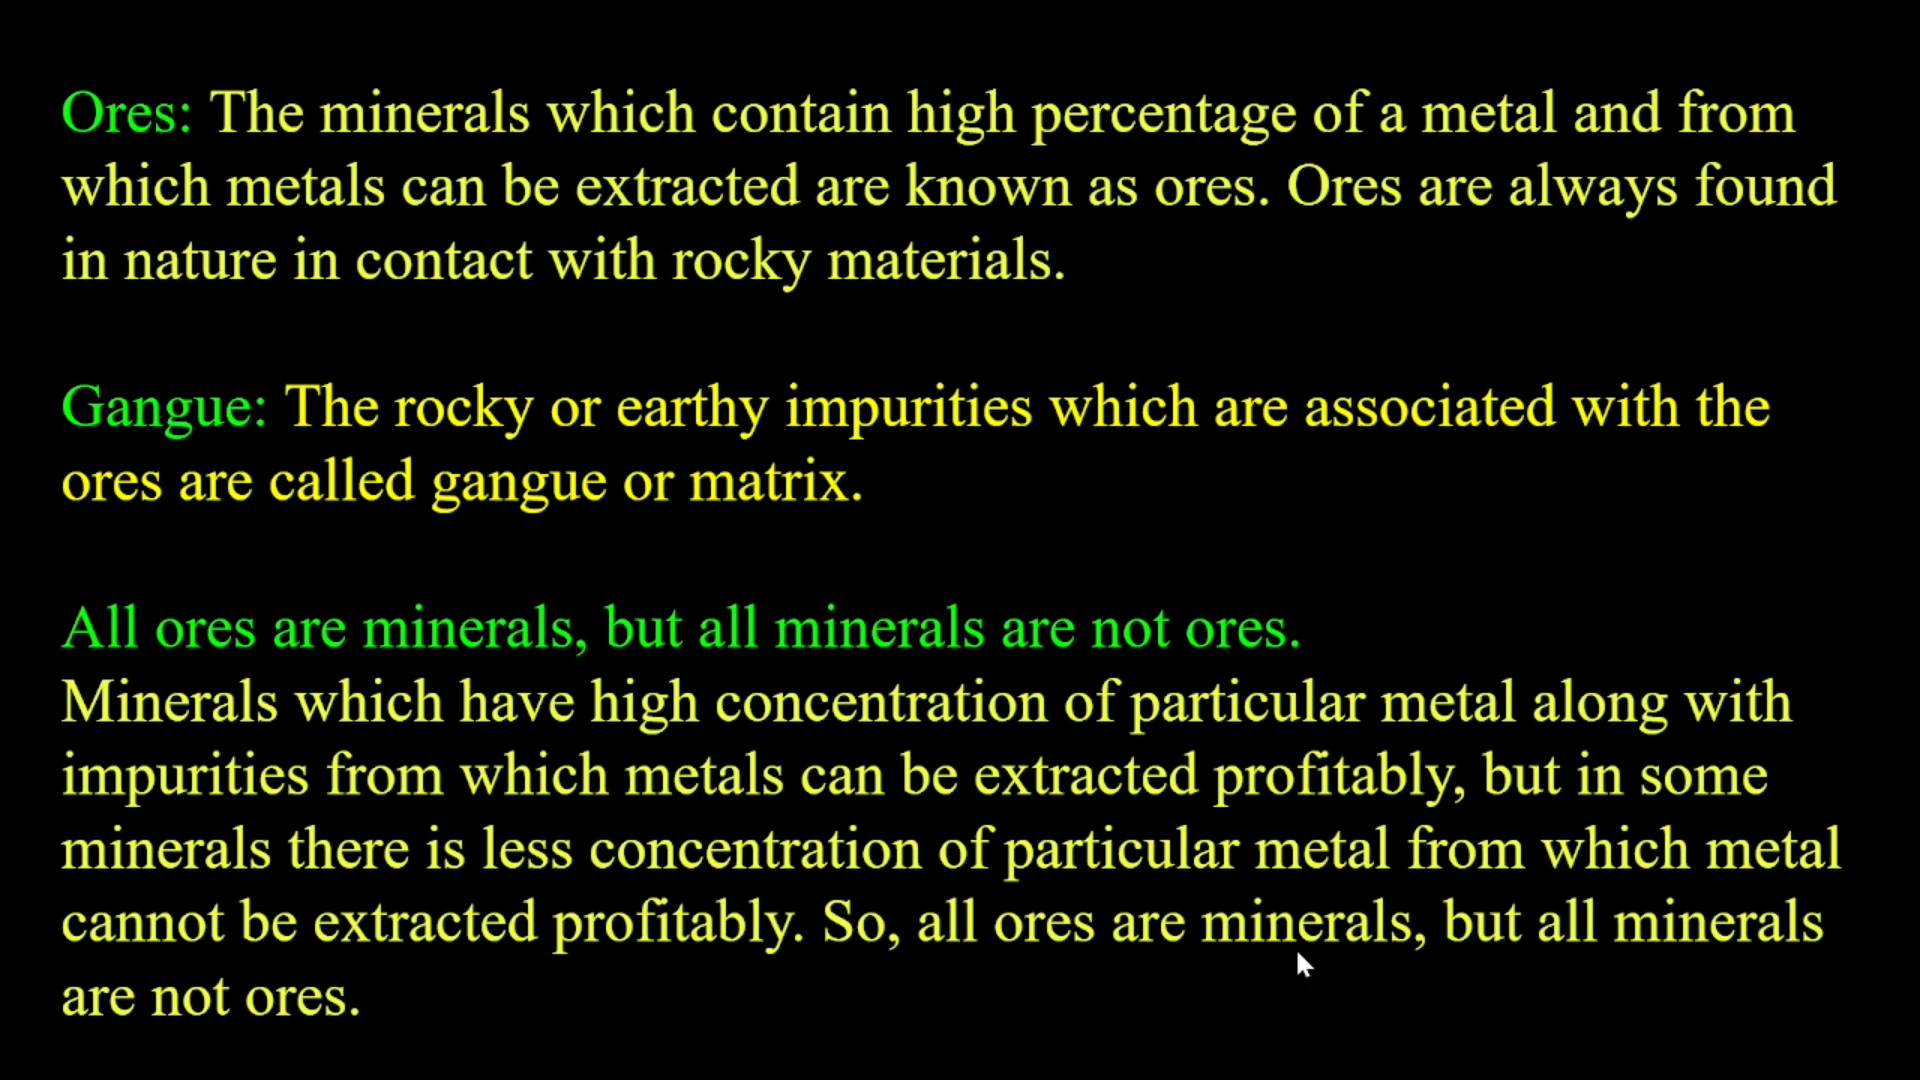 Ores: The minerals which contain high percentage of a metal and from
which metals can be extracted are known as ores. Ores are always found
in nature in contact with rocky materials.
Gangue: The rocky or earthy impurities which are associated with the
ores are called gangue or matrix.
All ores are minerals, but all minerals are not ores.
Minerals which have high concentration of particular metal along with
impurities from which metals can be extracted profitably, but in some
minerals there is less concentration of particular metal from which metal
cannot be extracted profitably. So, all ores are minerals, but all minerals
are not ores.